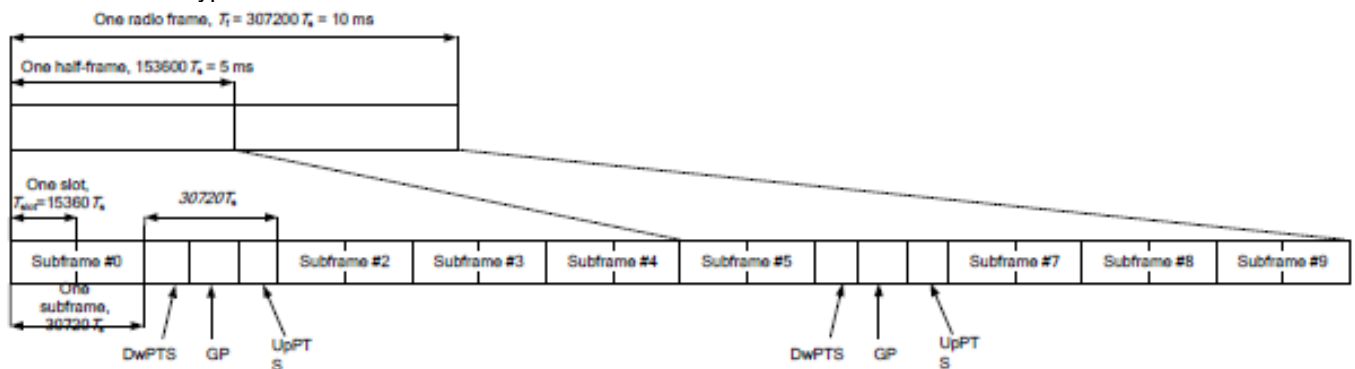 One radio frame, Tf = 307200 Ts = 10 ms
One half-frame, 153600 Ts = 5 ms
One slot,
Tslot=15360 Ts
30720Ts
Subframe #0
Subframe #2
Subframe #3
Subframe #4
Subframe #5
Subframe #7
Subframe #8
Subframe #9
One
subframe,
30720 Ts
DwPTS
GP
UpPT
S
DwPTS
GP
UpPT
S